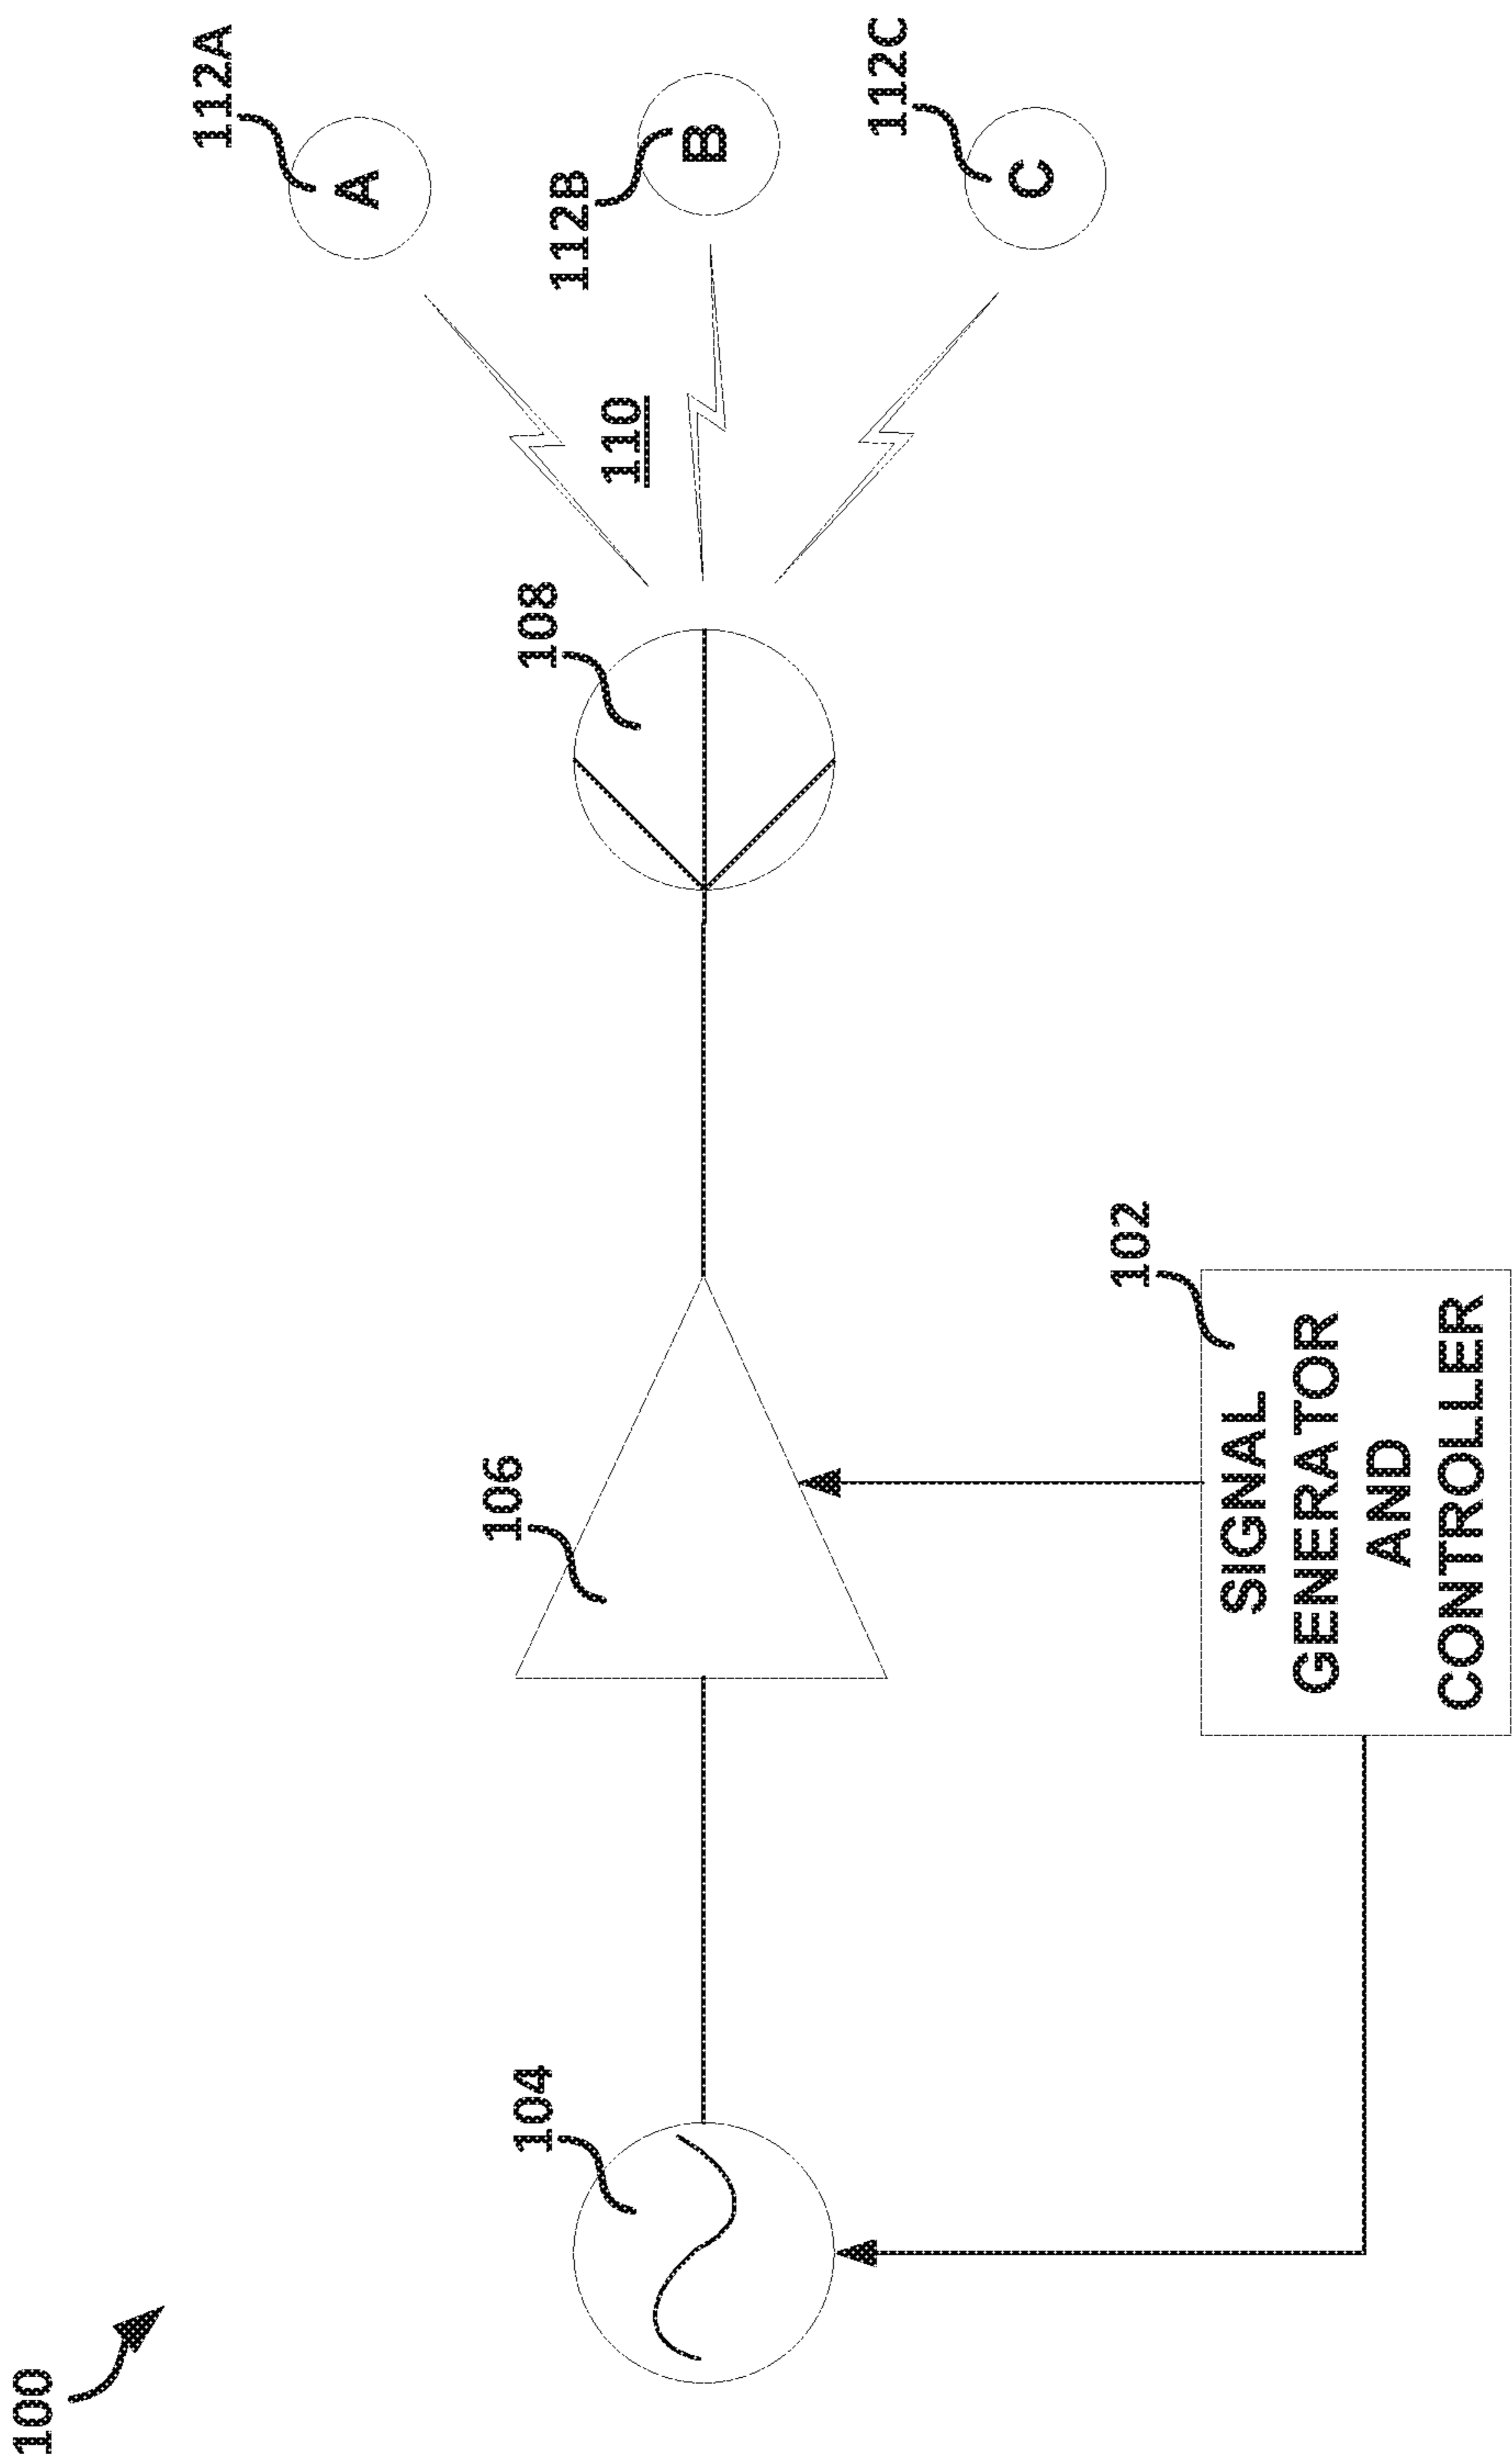 100
104
106
108
110
112A
A
112B
B
112C
C
102
SIGNAL
GENERATOR
AND
CONTROLLER